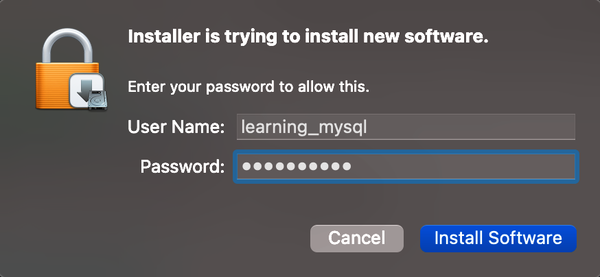 Installer is trying to install new software.
Enter your password to allow this.
User Name: learning_mysql
Password: ••••••••••
Cancel Install Software